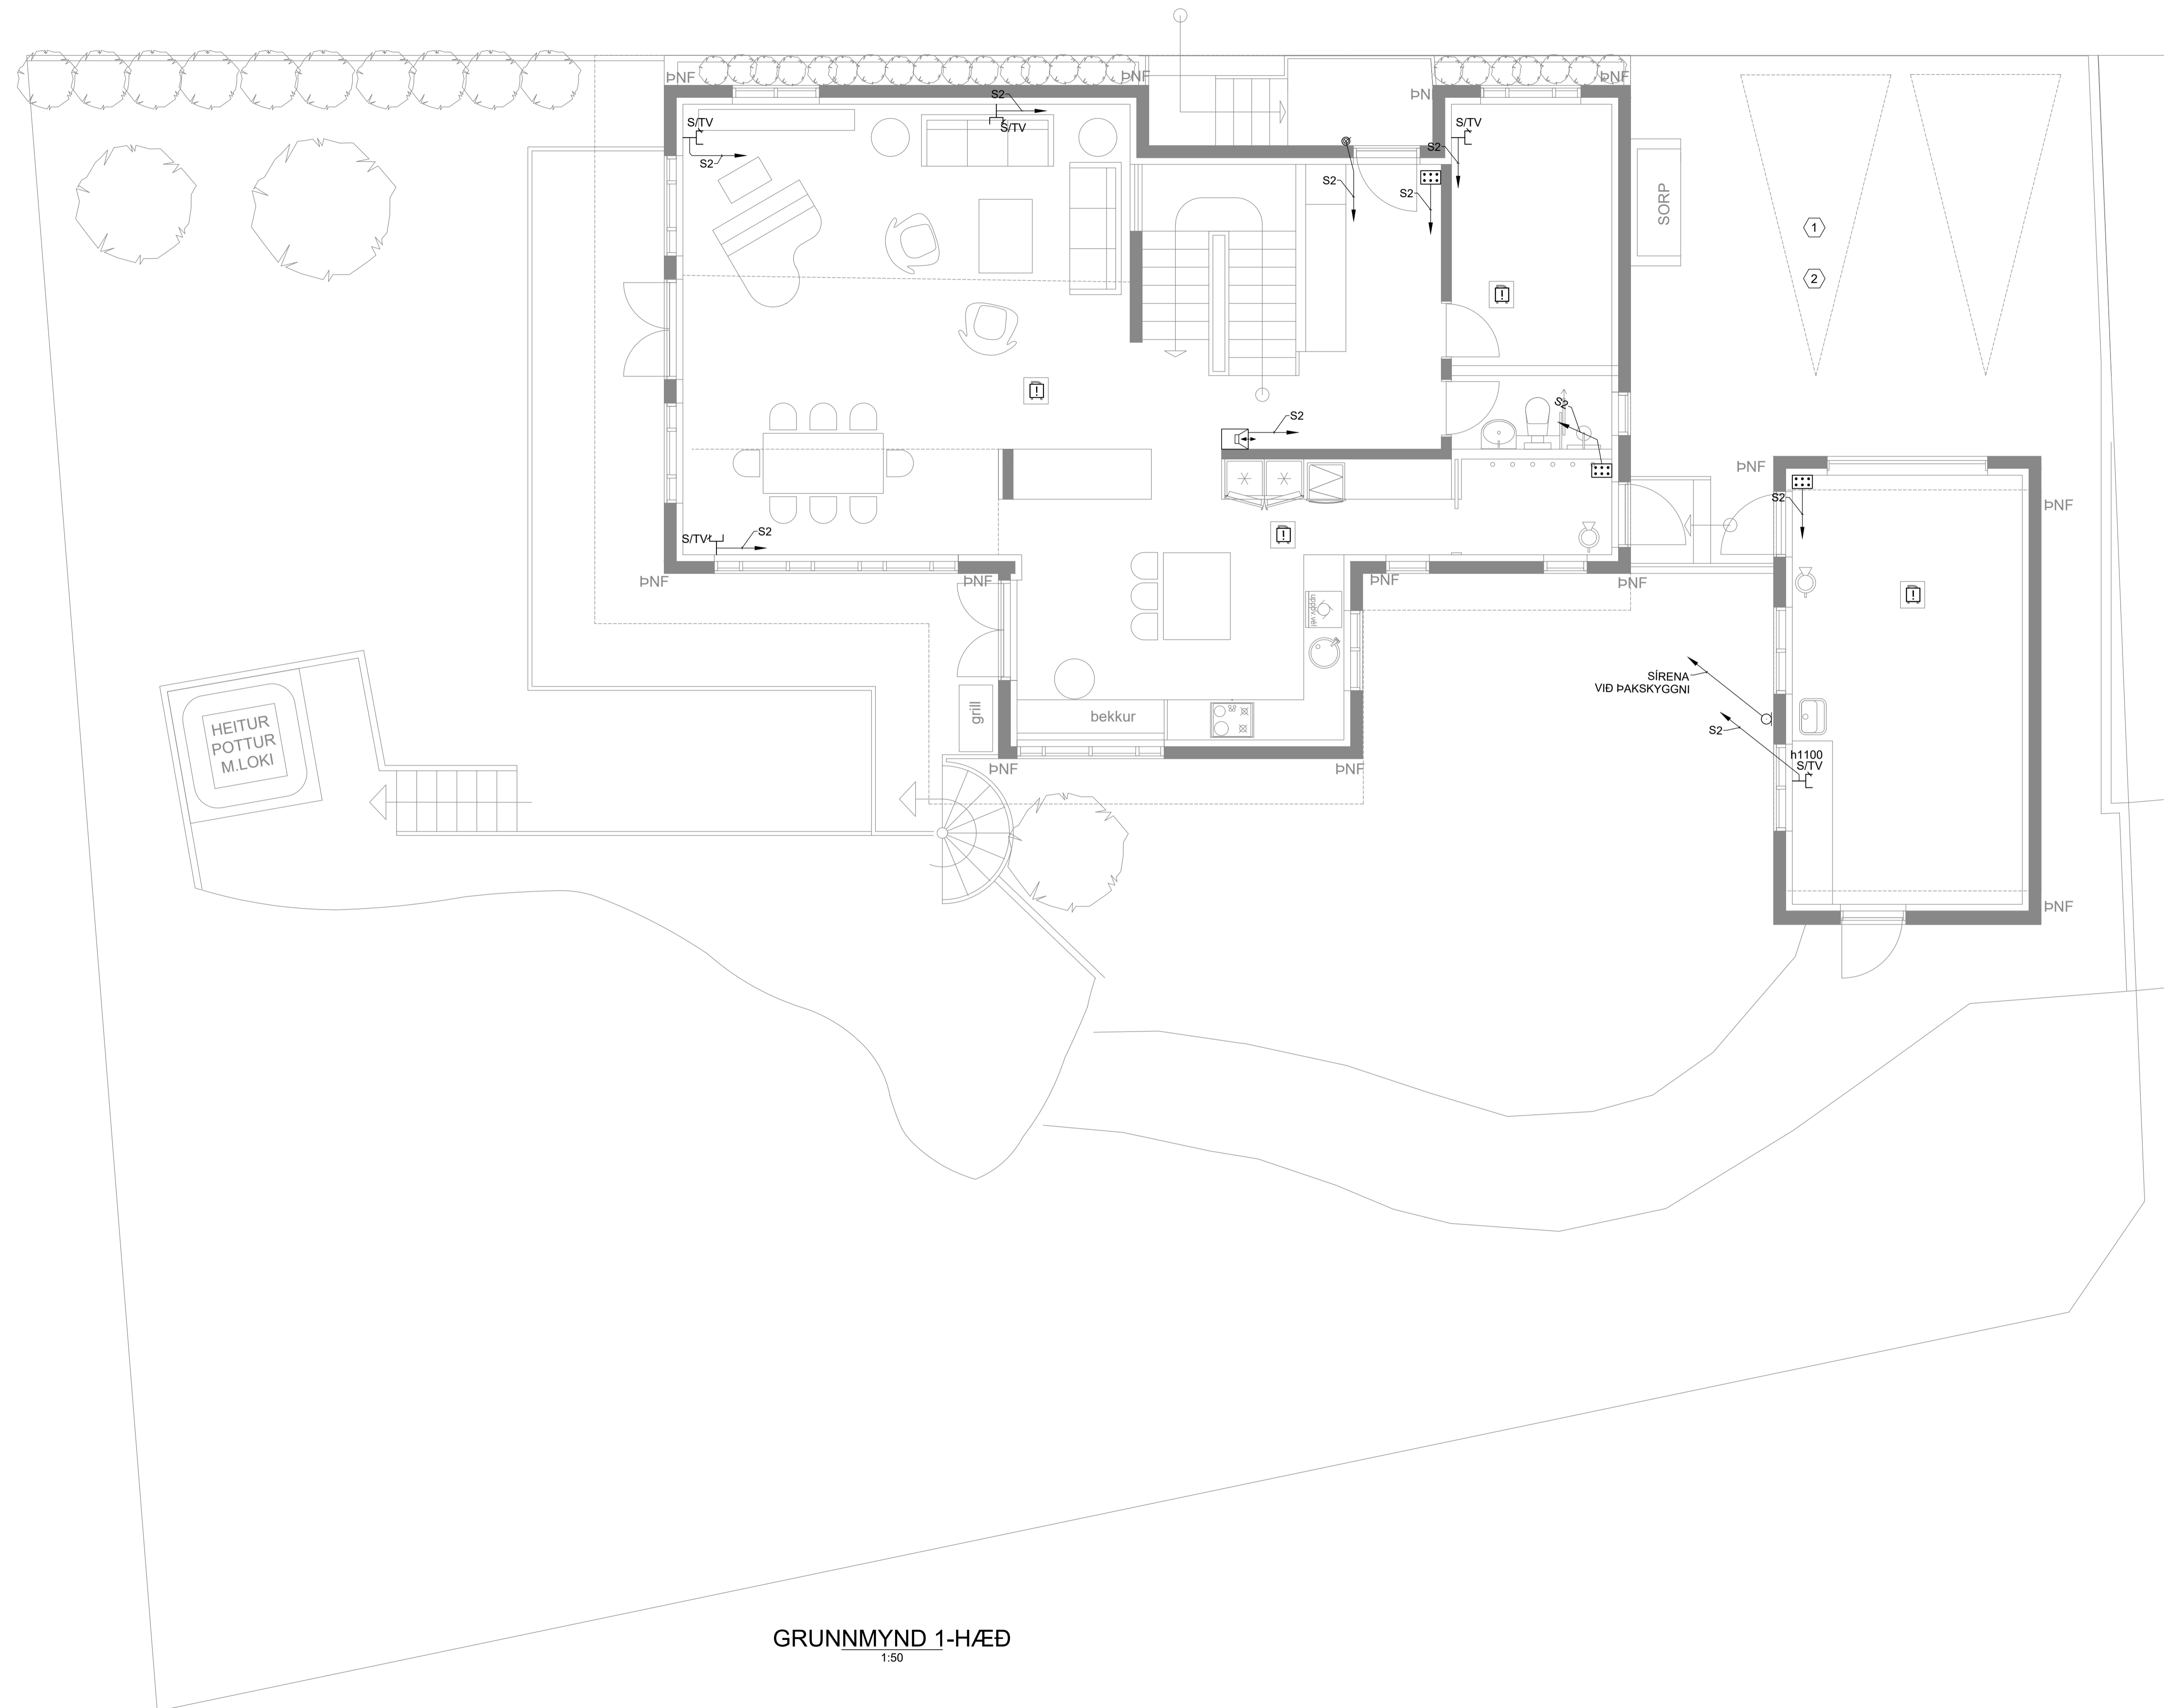 ÞNF
ÞNF
ÞNF
ÞNF
S2
S/TV
S/TV
S2
S/TV
S2
S2
S2
SORP
1
2
S2
S2
ÞNF
S2
ÞNF
S/TV
S2
ÞNF
ÞNF
ÞNF
ÞNF
uppþv.vél
SÍRENA
VIÐ ÞAKSKYGGNI
S2
h1100
S/TV
grill
bekkur
HEITUR
POTTUR
M.LOKI
ÞNF
ÞNF
ÞNF
GRUNNMYND 1-HÆÐ
1:50